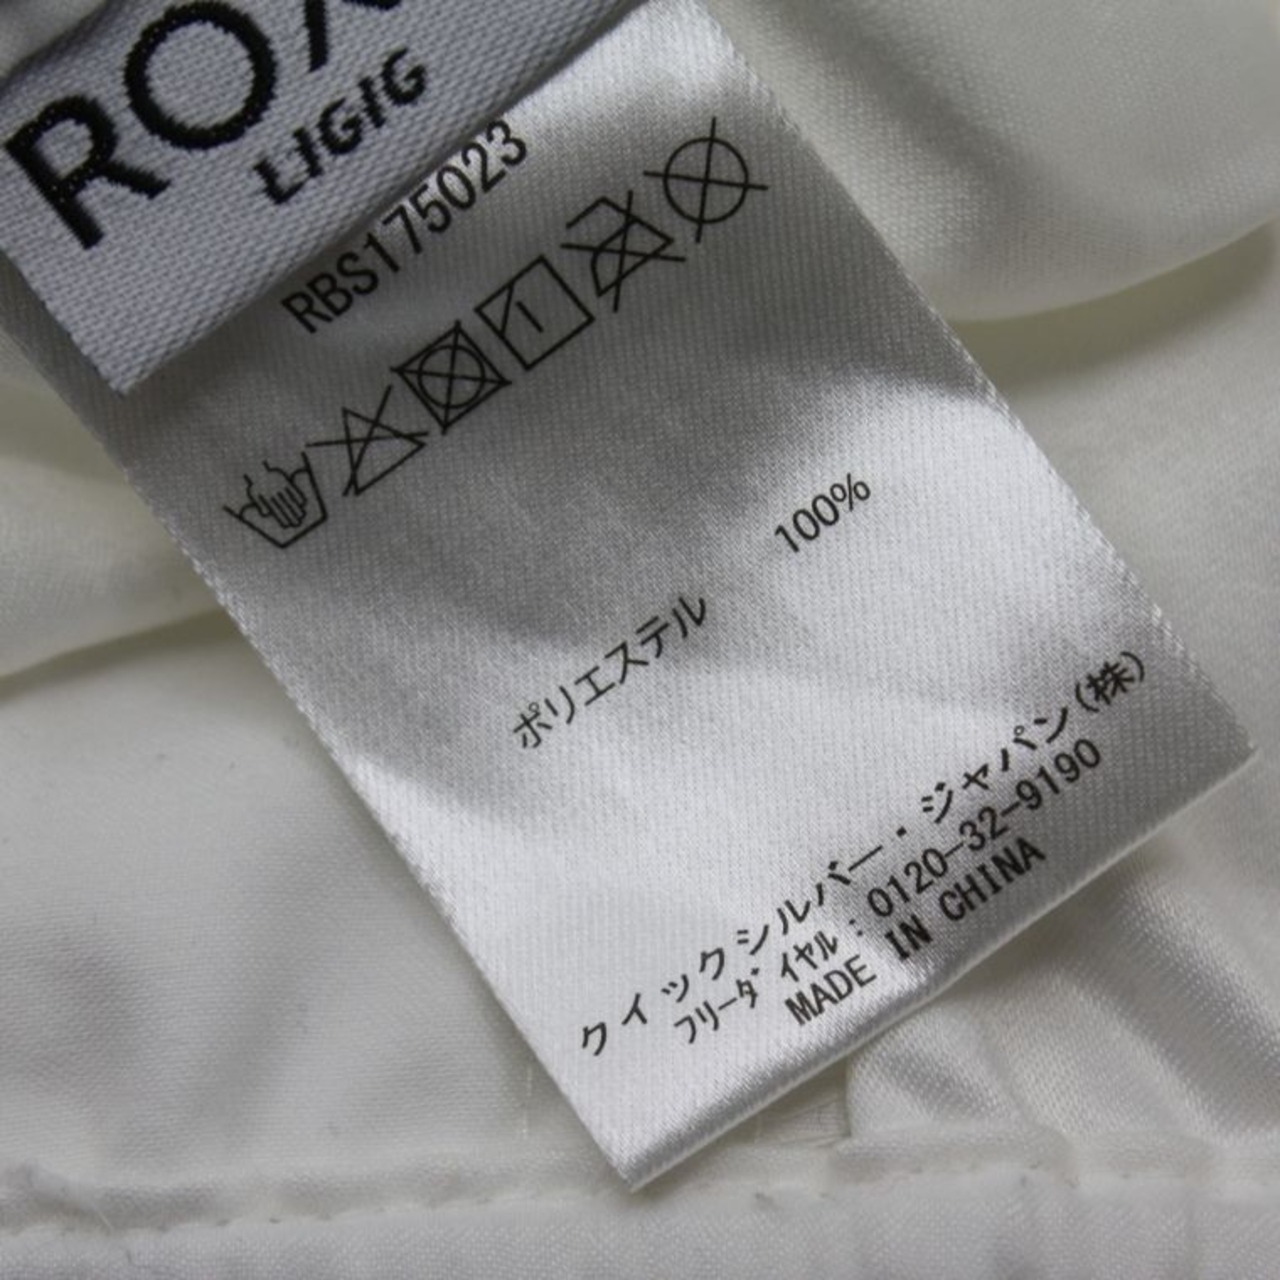 ROX
LIGIG
RBS175023
ポリエステル 100%
クイックシルバー・ジャパン(株)
フリーダイヤル:0120-32-9190
MADE IN CHINA